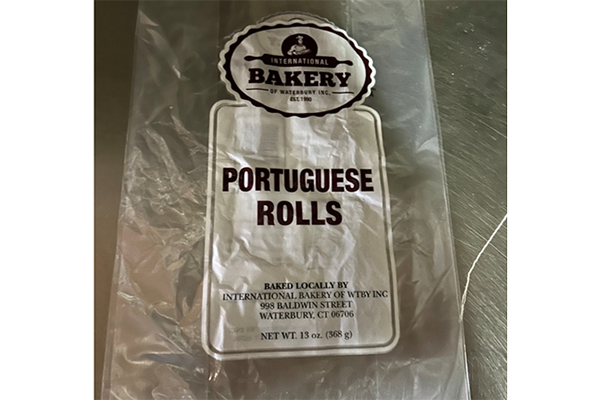 INTERNATIONAL
BAKERY
OF WATERBURY INC.
EST. 1990
PORTUGUESE
ROLLS
BAKED LOCALLY BY
INTERNATIONAL BAKERY OF WTBY INC
998 BALDWIN STREET
WATERBURY, CT 06706
NET WT. 13 oz. (368 g)